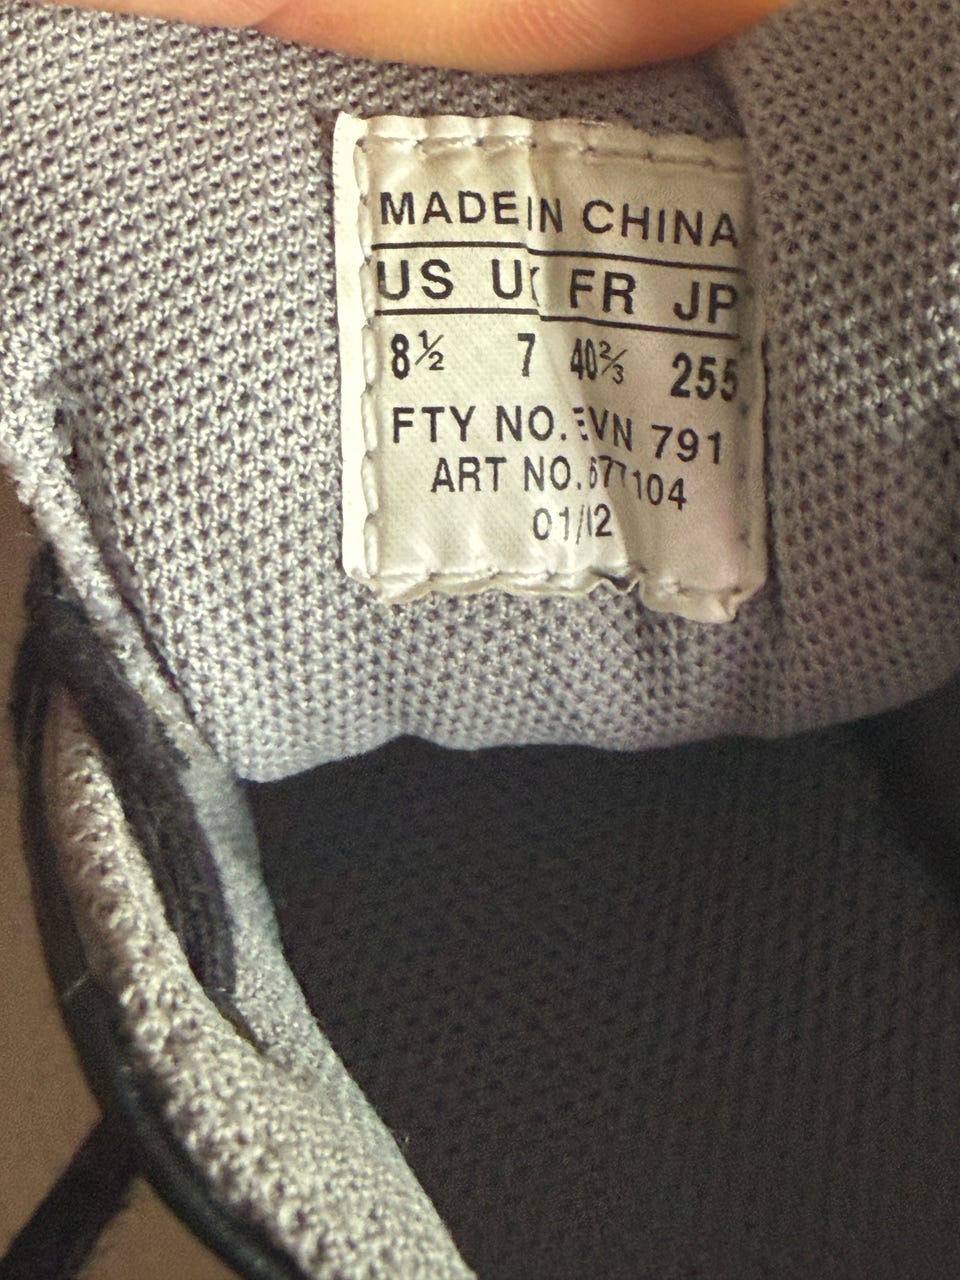 MADE IN CHINA
US UK FR JP
8½ 7 40⅔ 255
FTY NO. EVN 791
ART NO.
01/02